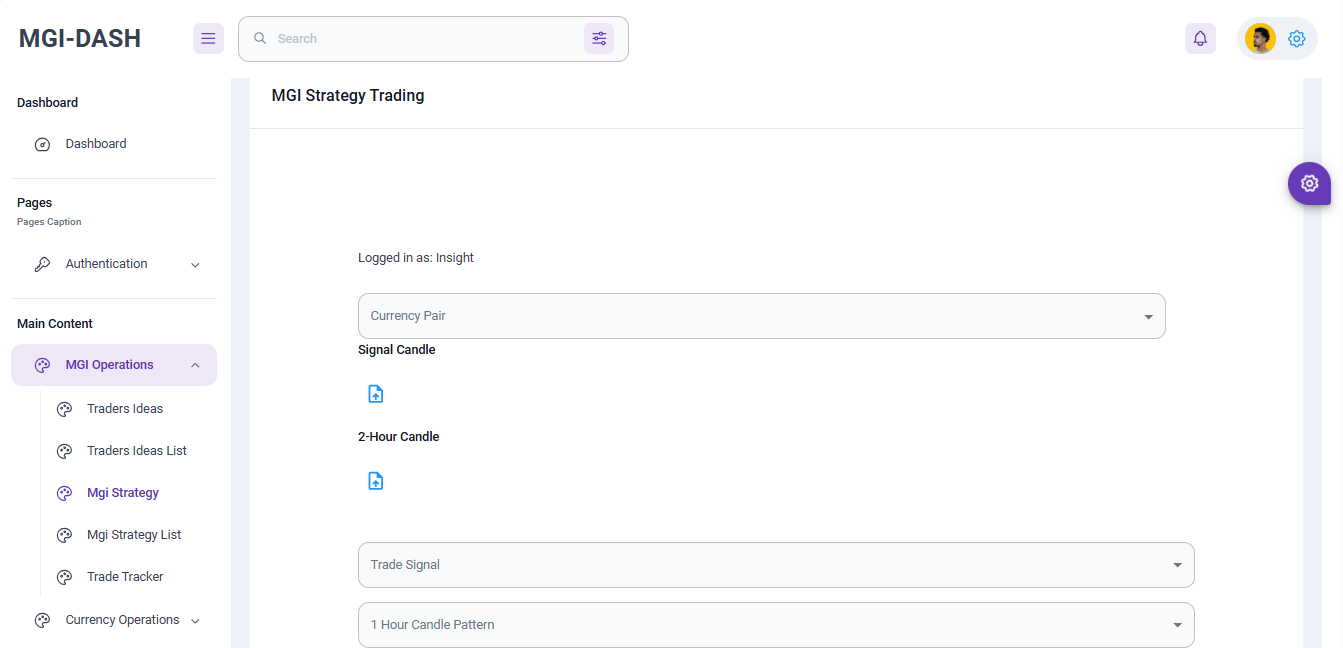 MGI-DASH
Search
Dashboard
Dashboard
Pages
Pages Caption
Authentication
Main Content
MGI Operations
Traders Ideas
Traders Ideas List
Mgi Strategy
Mgi Strategy List
Trade Tracker
Currency Operations
MGI Strategy Trading
Logged in as: Insight
Currency Pair
Signal Candle
2-Hour Candle
Trade Signal
1 Hour Candle Pattern